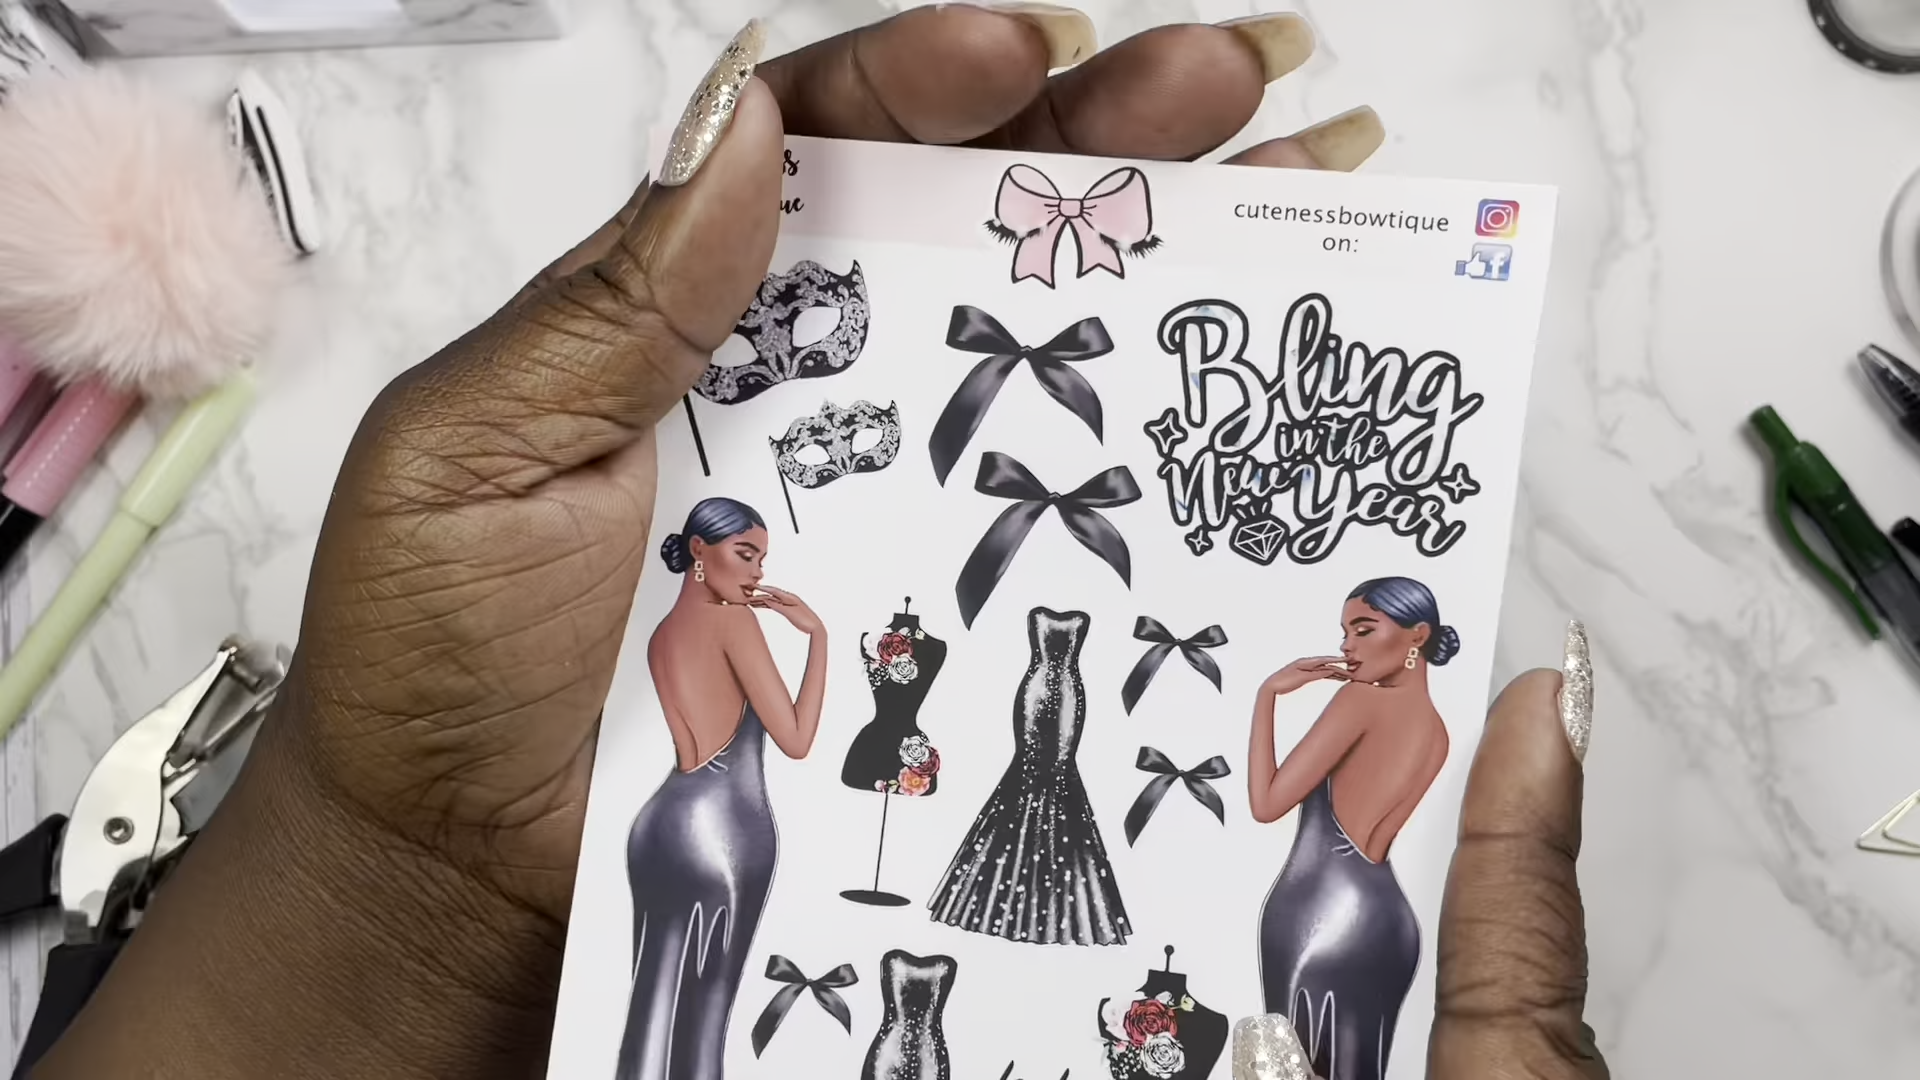 cutenessbowtique
on:
Bling
in the
New Year